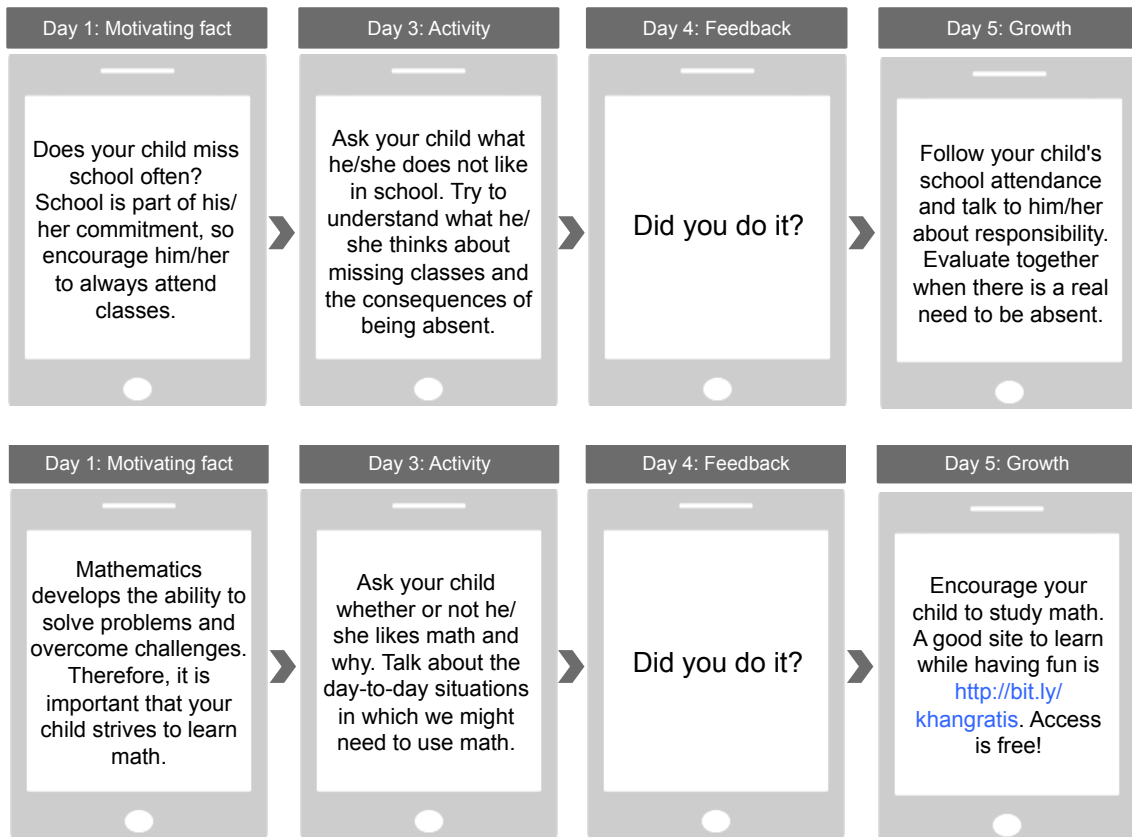 Day 1: Motivating fact
Does your child miss
school often?
School is part of his/
her commitment, so
encourage him/her
to always attend
classes.
Day 3: Activity
Ask your child what
he/she does not like
in school. Try to
understand what he/
she thinks about
missing classes and
the consequences of
being absent.
Day 4: Feedback
Did you do it?
Day 5: Growth
Follow your child's
school attendance
and talk to him/her
about responsibility.
Evaluate together
when there is a real
need to be absent.
Day 1: Motivating fact
Mathematics
develops the ability to
solve problems and
overcome challenges.
Therefore, it is
important that your
child strives to learn
math.
Day 3: Activity
Ask your child
whether or not he/
she likes math and
why. Talk about the
day-to-day situations
in which we might
need to use math.
Day 4: Feedback
Did you do it?
Day 5: Growth
Encourage your
child to study math.
A good site to learn
while having fun is
http://bit.ly/
khangratis. Access
is free!